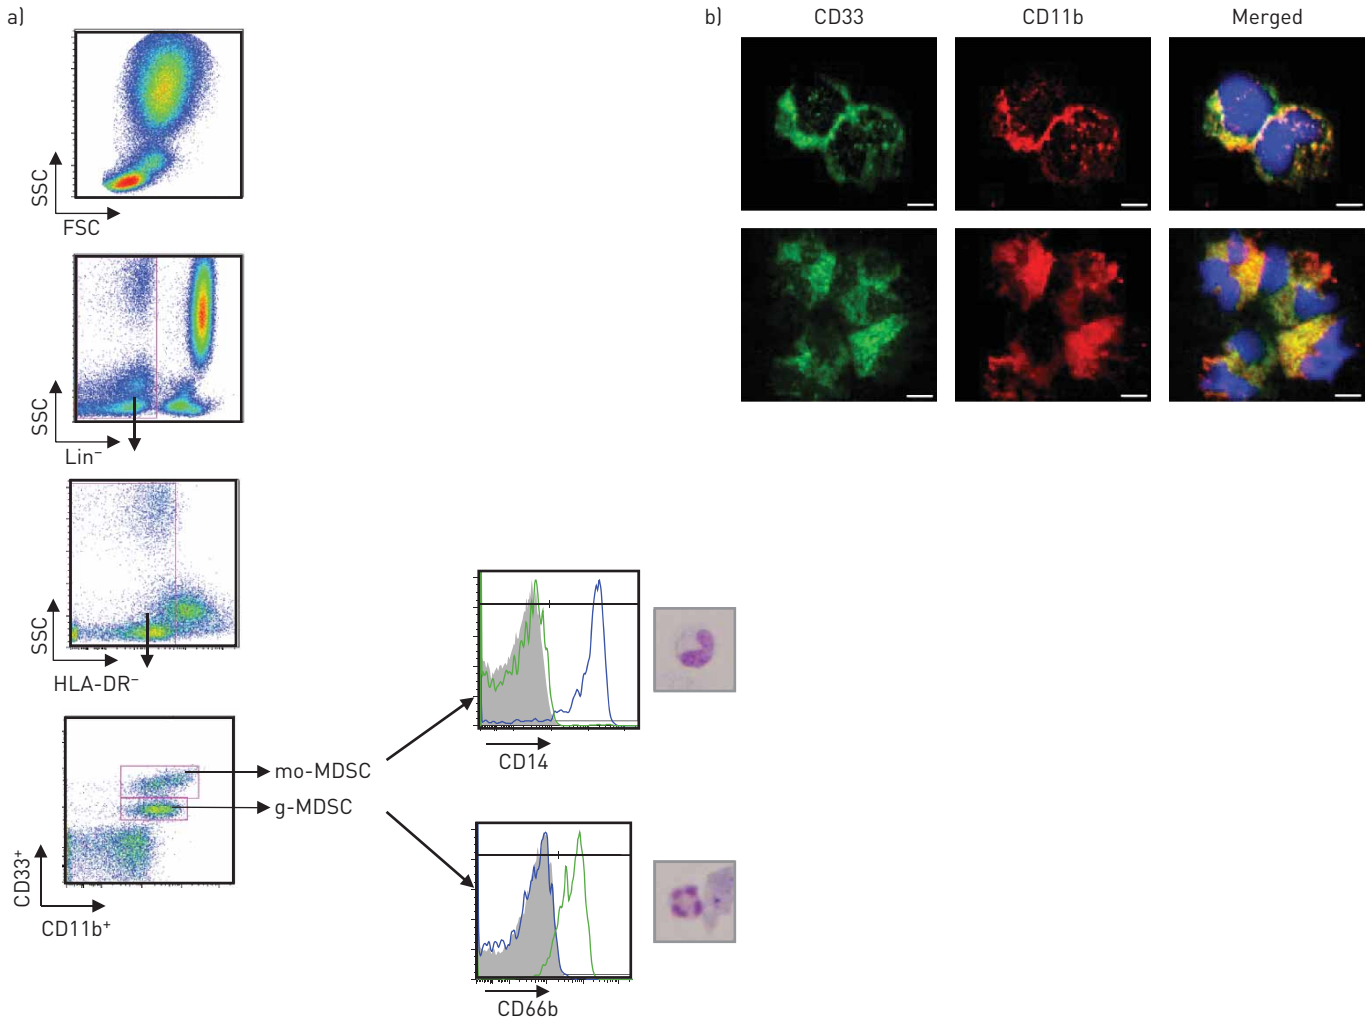 a)
SSC
FSC
SSC
Lin⁻
SSC
HLA-DR⁻
CD33⁺
CD11b⁺
mo-MDSC
g-MDSC
CD14
CD66b
b)
CD33
CD11b
Merged